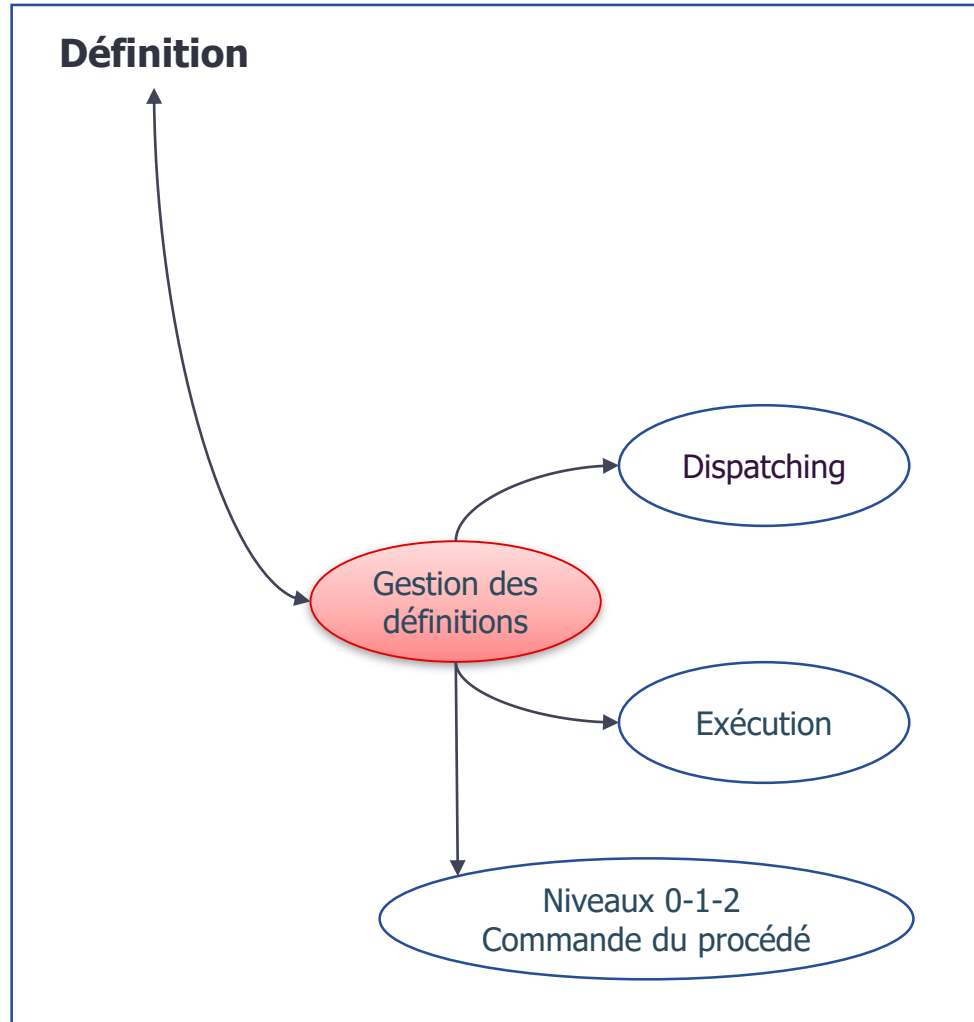 Définition
Dispatching
Gestion des
définitions
Exécution
Niveaux 0-1-2
Commande du procédé